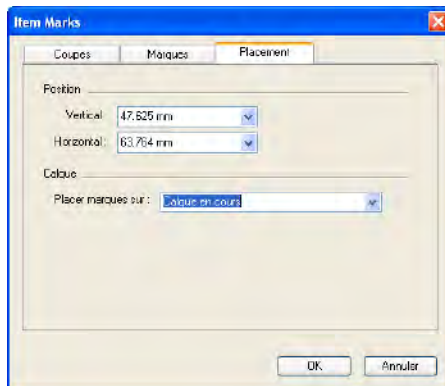 Item Marks
Coupes Marques Placement
Position
Vertical 47.625 mm
Horizontal: 63.764 mm
Calque
Placer marques sur : Calque en cours
OK Annuler